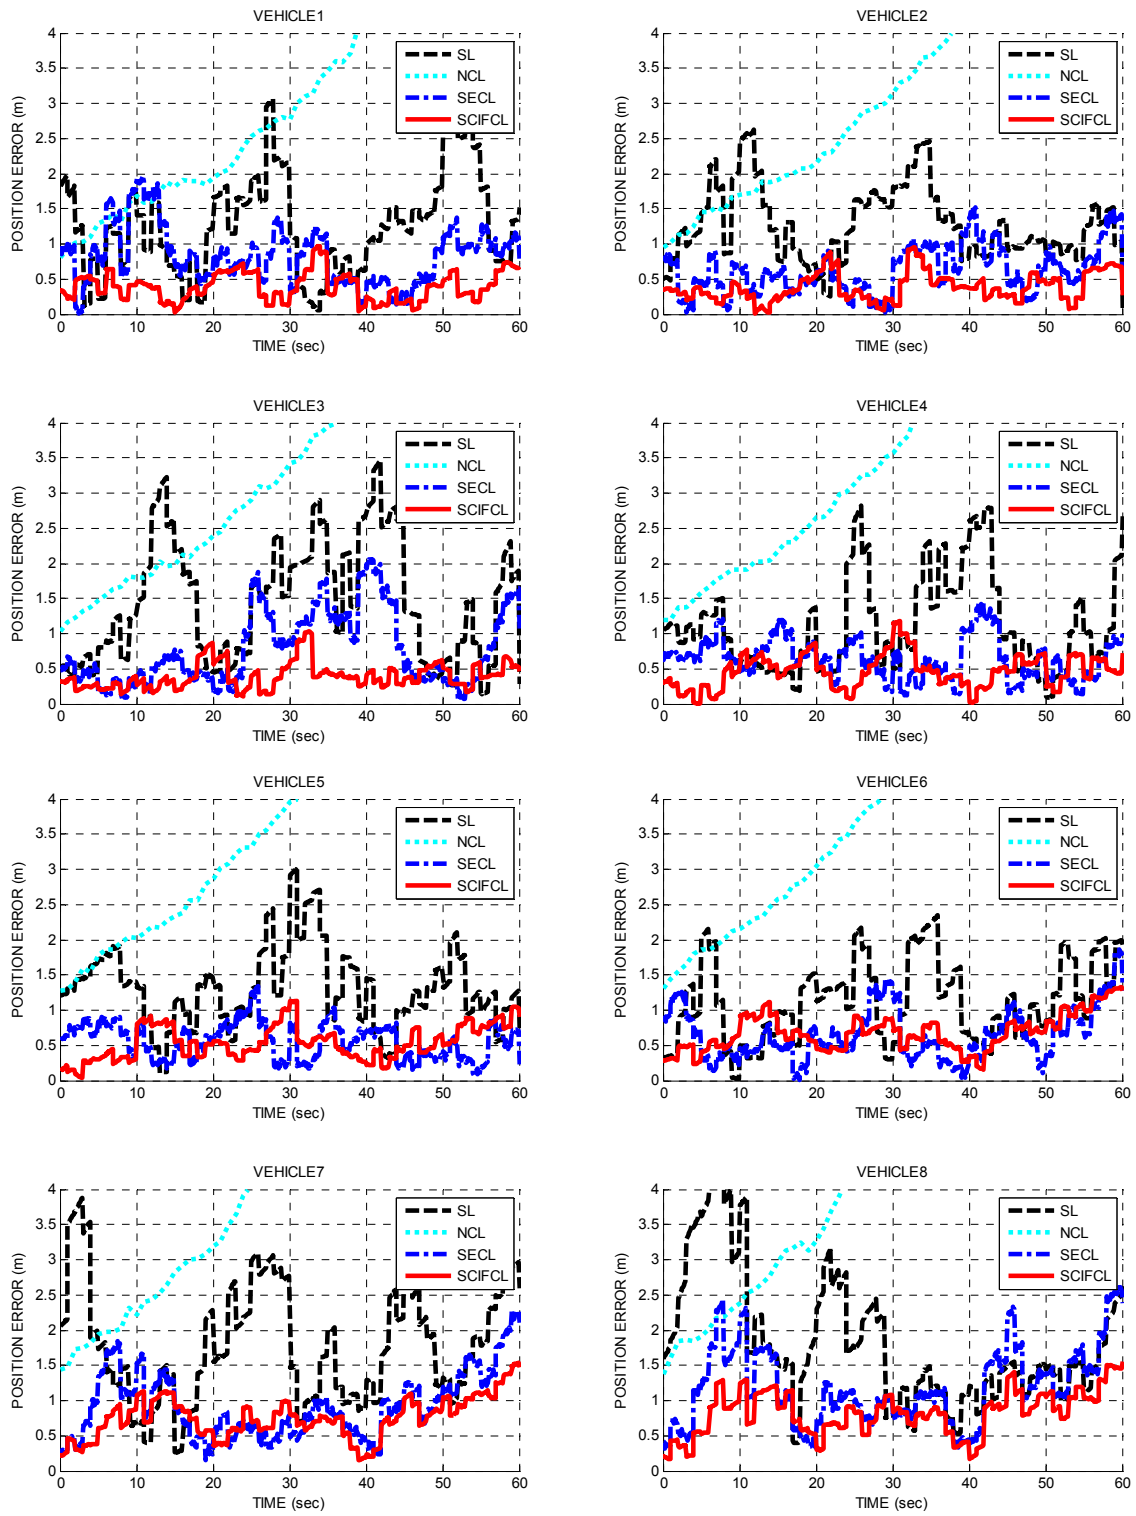 VEHICLE1
4
3.5
3
2.5
2
1.5
1
0.5
0
POSITION ERROR (m)
0 10 20 30 40 50 60
TIME (sec)
SL
NCL
SECL
SCIFCL
VEHICLE2
4
3.5
3
2.5
2
1.5
1
0.5
0
POSITION ERROR (m)
0 10 20 30 40 50 60
TIME (sec)
SL
NCL
SECL
SCIFCL
VEHICLE3
4
3.5
3
2.5
2
1.5
1
0.5
0
POSITION ERROR (m)
0 10 20 30 40 50 60
TIME (sec)
SL
NCL
SECL
SCIFCL
VEHICLE4
4
3.5
3
2.5
2
1.5
1
0.5
0
POSITION ERROR (m)
0 10 20 30 40 50 60
TIME (sec)
SL
NCL
SECL
SCIFCL
VEHICLE5
4
3.5
3
2.5
2
1.5
1
0.5
0
POSITION ERROR (m)
0 10 20 30 40 50 60
TIME (sec)
SL
NCL
SECL
SCIFCL
VEHICLE6
4
3.5
3
2.5
2
1.5
1
0.5
0
POSITION ERROR (m)
0 10 20 30 40 50 60
TIME (sec)
SL
NCL
SECL
SCIFCL
VEHICLE7
4
3.5
3
2.5
2
1.5
1
0.5
0
POSITION ERROR (m)
0 10 20 30 40 50 60
TIME (sec)
SL
NCL
SECL
SCIFCL
VEHICLE8
4
3.5
3
2.5
2
1.5
1
0.5
0
POSITION ERROR (m)
0 10 20 30 40 50 60
TIME (sec)
SL
NCL
SECL
SCIFCL